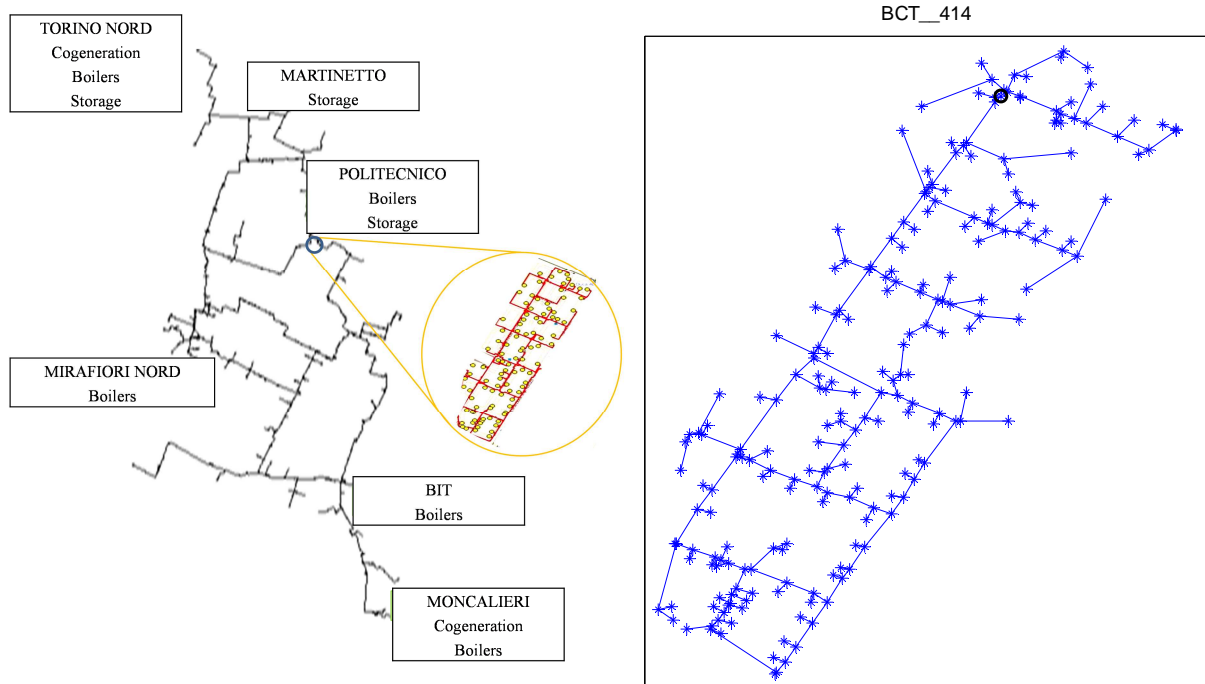 BCT__414
TORINO NORD
Cogeneration
Boilers
Storage
MARTINETTO
Storage
POLITECNICO
Boilers
Storage
MIRAFIORI NORD
Boilers
BIT
Boilers
MONCALIERI
Cogeneration
Boilers